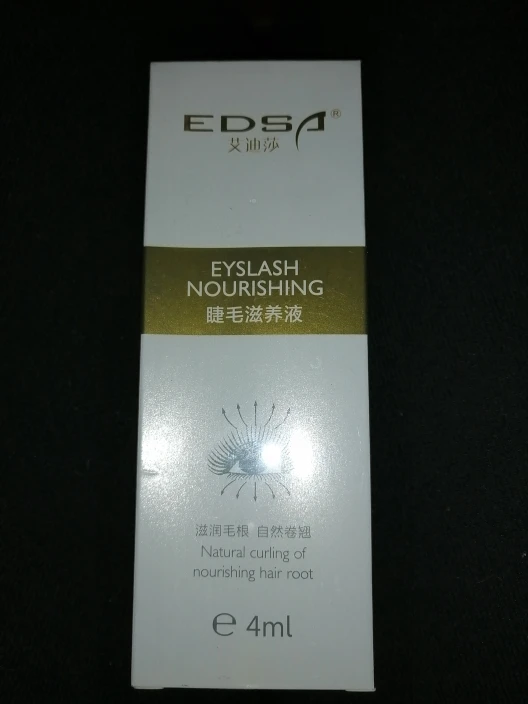 EDSA®
艾迪莎
EYSLASH
NOURISHING
睫毛滋养液
滋润毛根 自然卷翘
Natural curling of
nourishing hair root
℮ 4ml